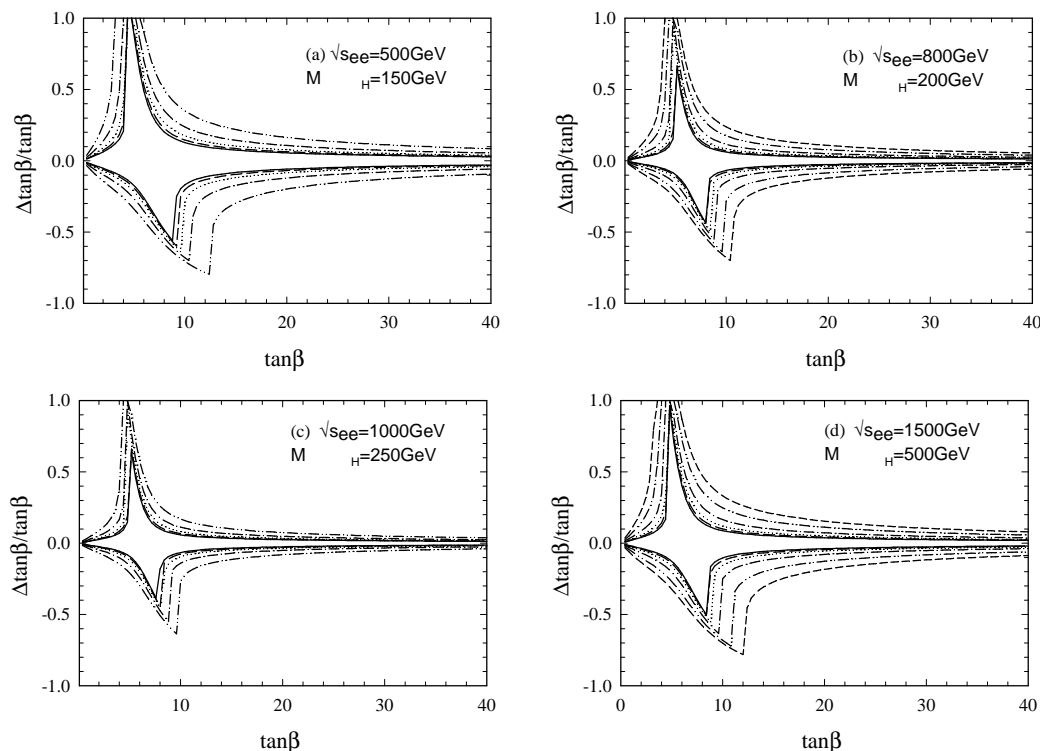 1.0
0.5
0.0
-0.5
-1.0
Δtanβ/tanβ
(a) √see=500GeV
M H=150GeV
10 20 30 40
tanβ
1.0
0.5
0.0
-0.5
-1.0
Δtanβ/tanβ
(b) √see=800GeV
M H=200GeV
10 20 30 40
tanβ
1.0
0.5
0.0
-0.5
-1.0
Δtanβ/tanβ
(c) √see=1000GeV
M H=250GeV
10 20 30 40
tanβ
1.0
0.5
0.0
-0.5
-1.0
Δtanβ/tanβ
(d) √see=1500GeV
M H=500GeV
0 10 20 30 40
tanβ